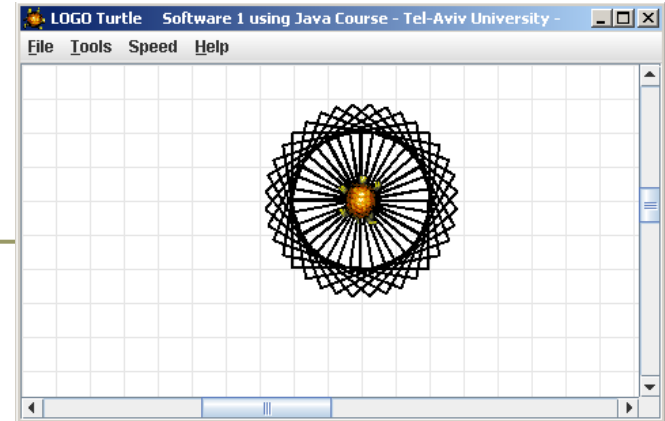 LOGO Turtle Software 1 using Java Course - Tel-Aviv University -
File Tools Speed Help